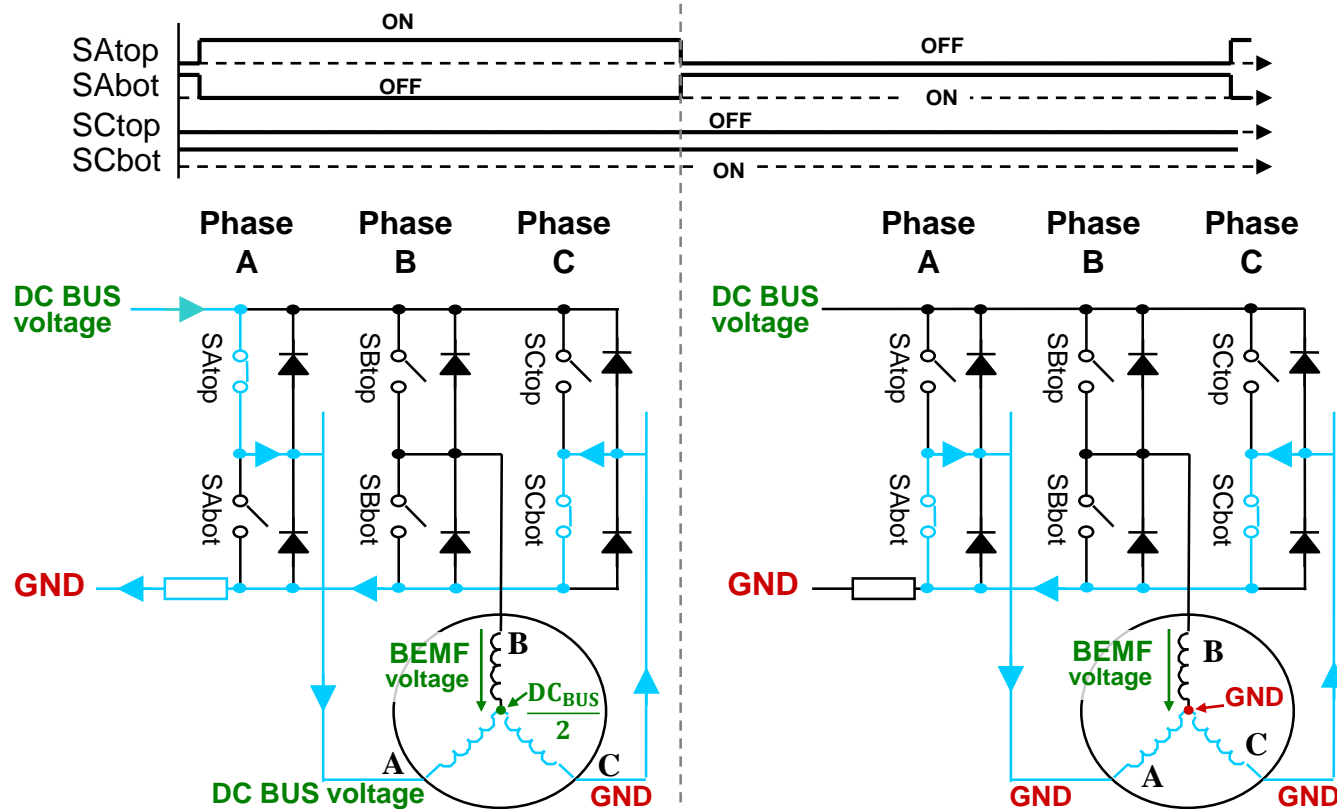 ON
SAtop
OFF
SAbot
OFF
ON
SCtop
OFF
SCbot
ON
Phase A
Phase B
Phase C
DC BUS voltage
SAtop
SBtop
SCtop
SAbot
SBbot
SCbot
GND
BEMF voltage
B
DC_BUS
2
A
C
DC BUS voltage
GND
Phase A
Phase B
Phase C
DC BUS voltage
SAtop
SBtop
SCtop
SAbot
SBbot
SCbot
GND
BEMF voltage
B
GND
C
A
GND
GND